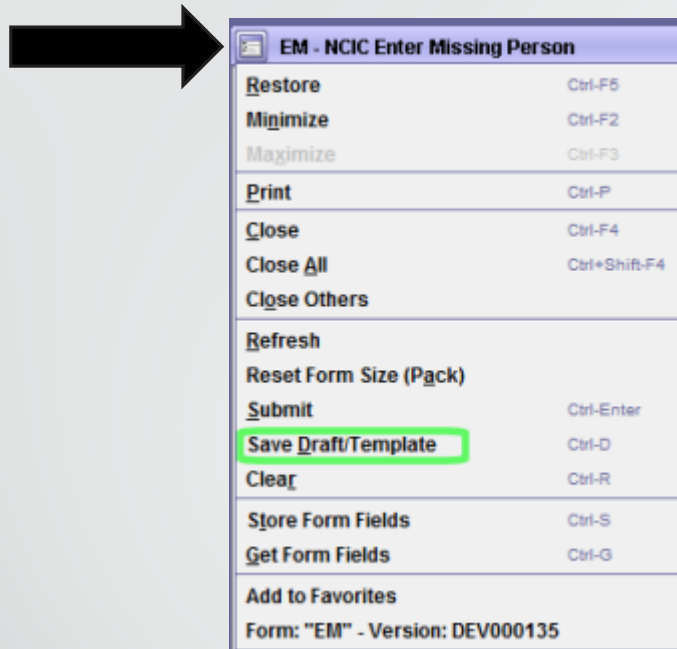 EM - NCIC Enter Missing Person
Restore Ctrl-F5
Minimize Ctrl-F2
Maximize Ctrl-F3
Print Ctrl-P
Close Ctrl-F4
Close All Ctrl+Shift-F4
Close Others
Refresh
Reset Form Size (Pack)
Submit Ctrl-Enter
Save Draft/Template Ctrl-D
Clear Ctrl-R
Store Form Fields Ctrl-S
Get Form Fields Ctrl-G
Add to Favorites
Form: "EM" - Version: DEV000135